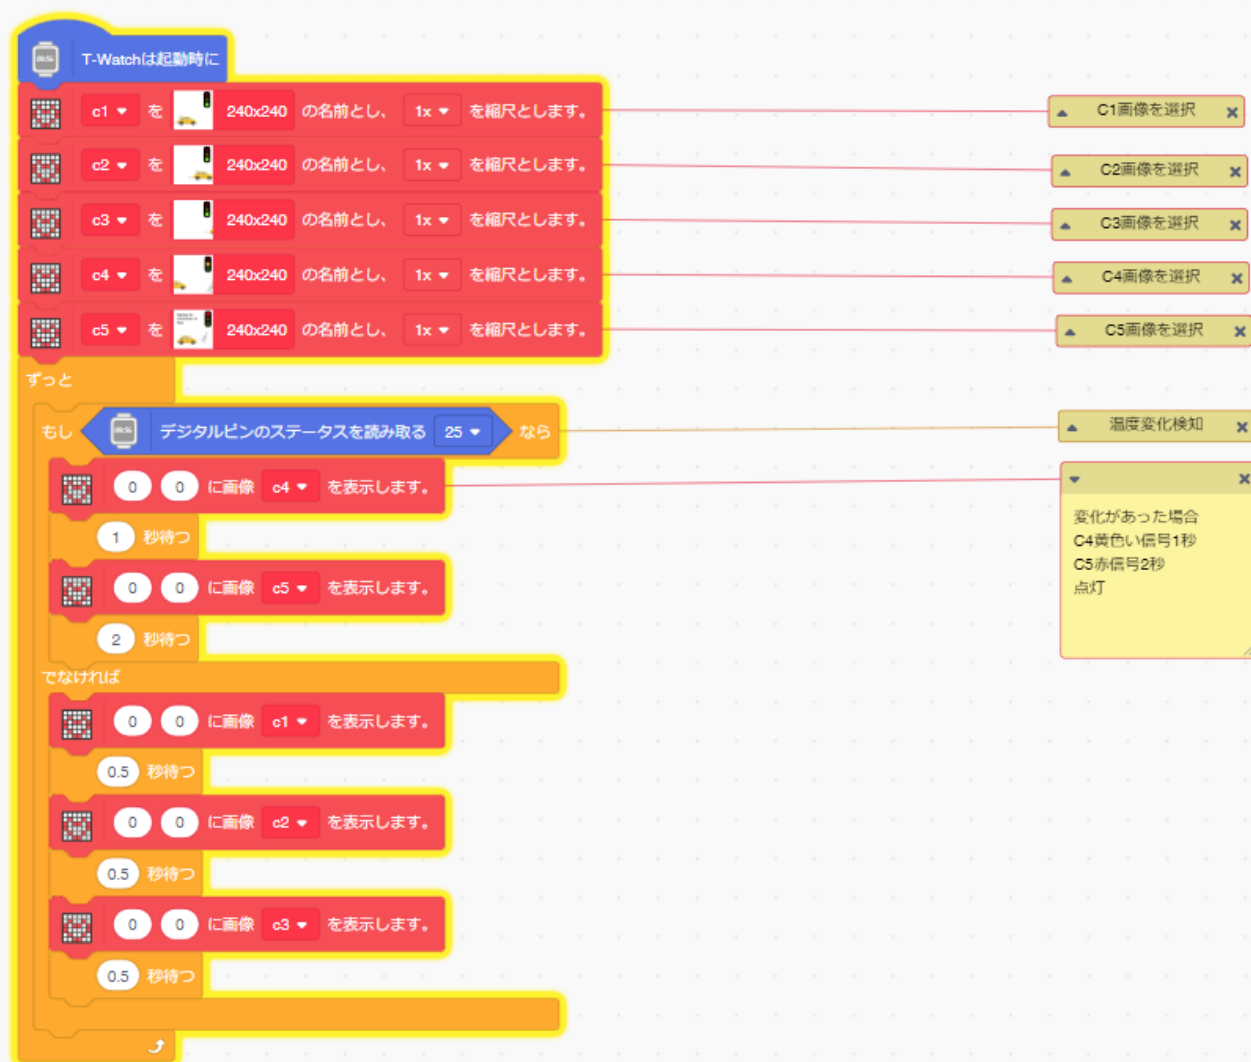 T-Watchは起動時に
c1 を 240x240 の名前とし、 1x を縮尺とします。 C1画像を選択
c2 を 240x240 の名前とし、 1x を縮尺とします。 C2画像を選択
c3 を 240x240 の名前とし、 1x を縮尺とします。 C3画像を選択
c4 を 240x240 の名前とし、 1x を縮尺とします。 C4画像を選択
c5 を 240x240 の名前とし、 1x を縮尺とします。 C5画像を選択
ずっと
もし デジタルピンのステータスを読み取る 25 なら 温度変化検知
0 0 に画像 c4 を表示します。
変化があった場合
C4黄色い信号1秒
C5赤信号2秒
点灯
1 秒待つ
0 0 に画像 c5 を表示します。
2 秒待つ
でなければ
0 0 に画像 c1 を表示します。
0.5 秒待つ
0 0 に画像 c2 を表示します。
0.5 秒待つ
0 0 に画像 c3 を表示します。
0.5 秒待つ